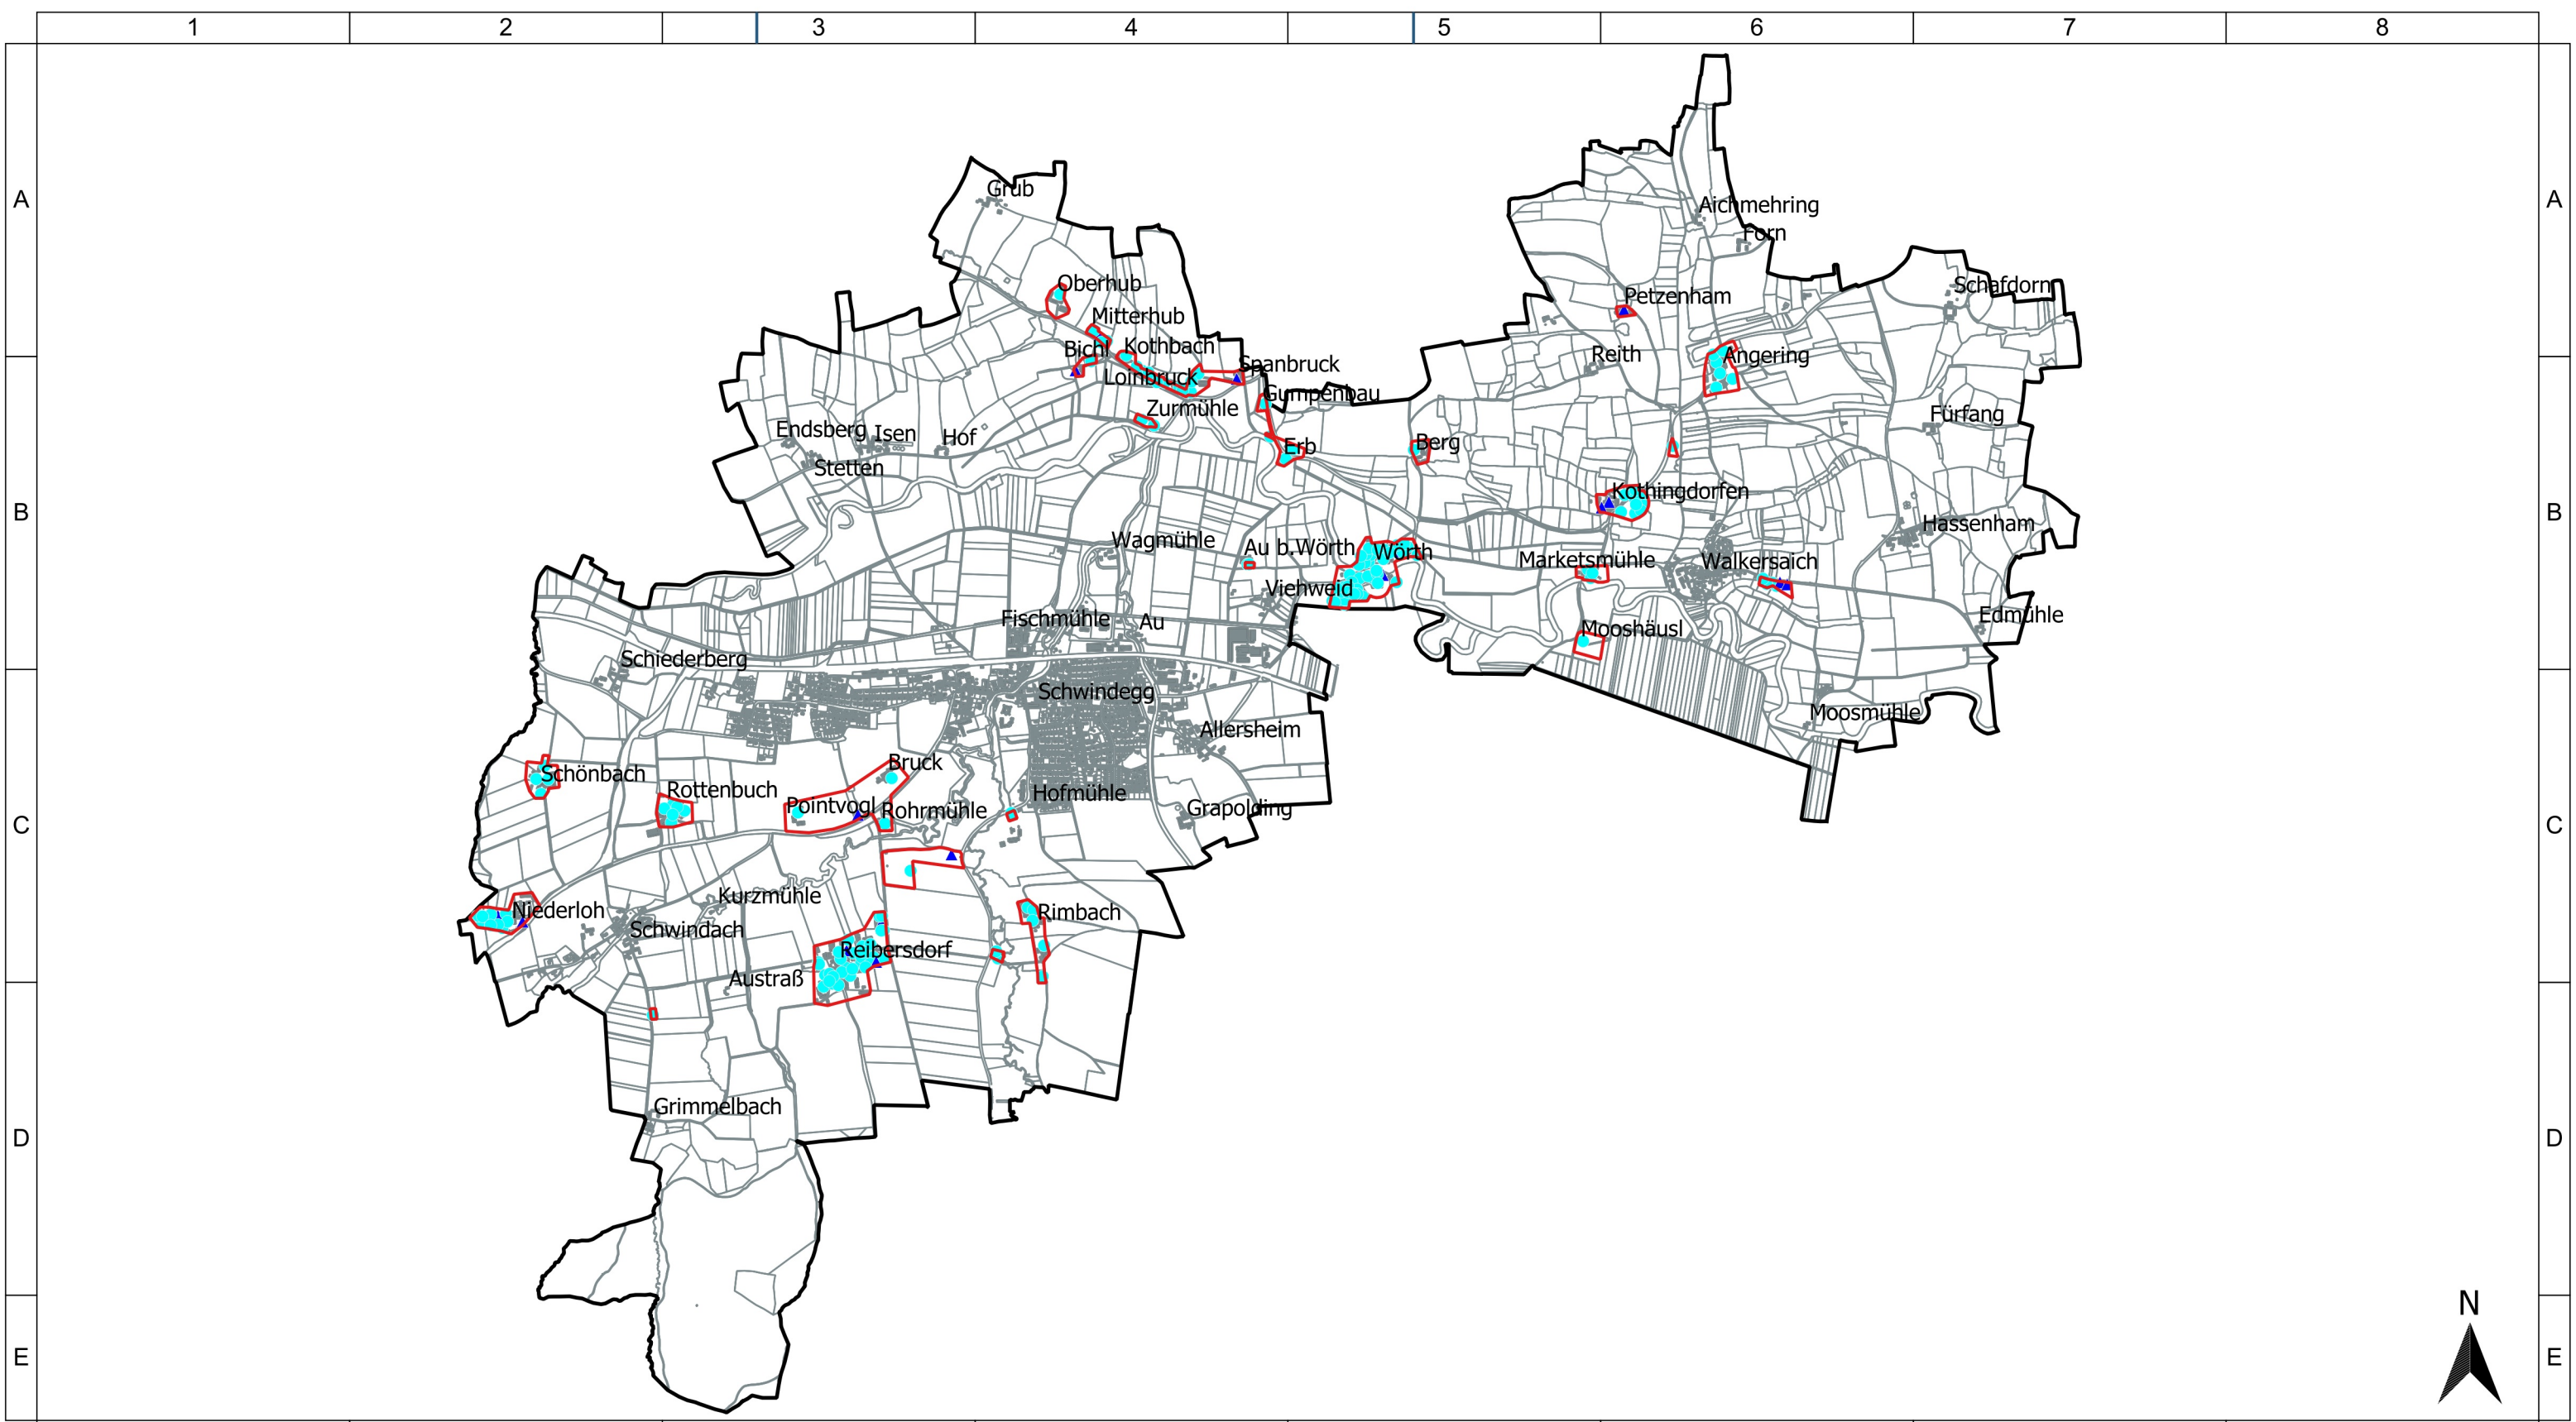 1 2 3 4 5 6 7 8
A A
Grub
Aichmehring
Forn
Oberhub
Schafdorn
Petzenham
Mitterhub
Bichl Kothbach
Reith Angering
Spanbruck
Loinbruck
Gumpenbau
Zurmühle
Fürfang
Endsberg Isen Hof
Erb Berg
Stetten
Kothingdorfen
B B
Hassenham
Wagmühle Au b.Wörth Wörth
Marketsmühle Walkersaich
Viehweid
Fischmühle Au
Edmühle
Mooshäusl
Schiederberg
Schwindegg
Moosmühle
Allersheim
Bruck
Schönbach
Rottenbuch Hofmühle
Pointvogl Rohrmühle Grapolding
C C
Kurzmühle
Niederloh Rimbach
Schwindach
Reibersdorf
Austraß
Grimmelbach
D D
N
E E